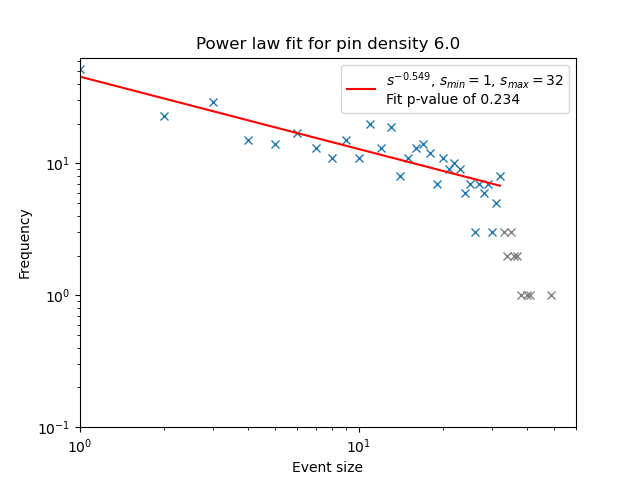 Power law fit for pin density 6.0
s^{-0.549}, s_{min} = 1, s_{max} = 32
Fit p-value of 0.234
Frequency
10^1
10^0
10^{-1}
10^0
10^1
Event size